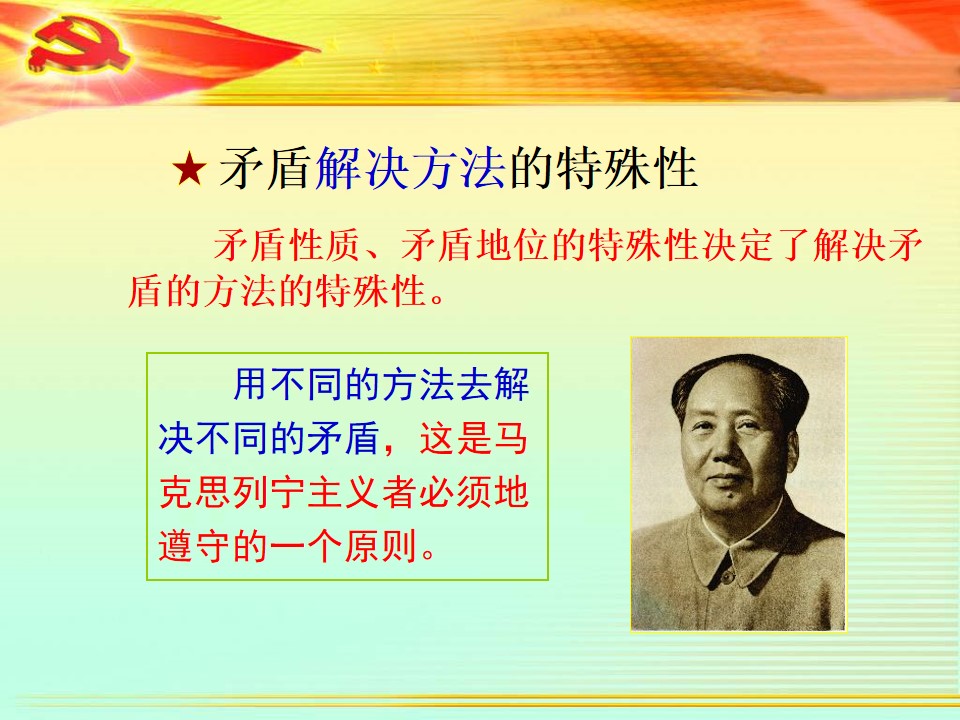 ★ 矛盾解决方法的特殊性
矛盾性质、矛盾地位的特殊性决定了解决矛
盾的方法的特殊性。
用不同的方法去解
决不同的矛盾，这是马
克思列宁主义者必须地
遵守的一个原则。